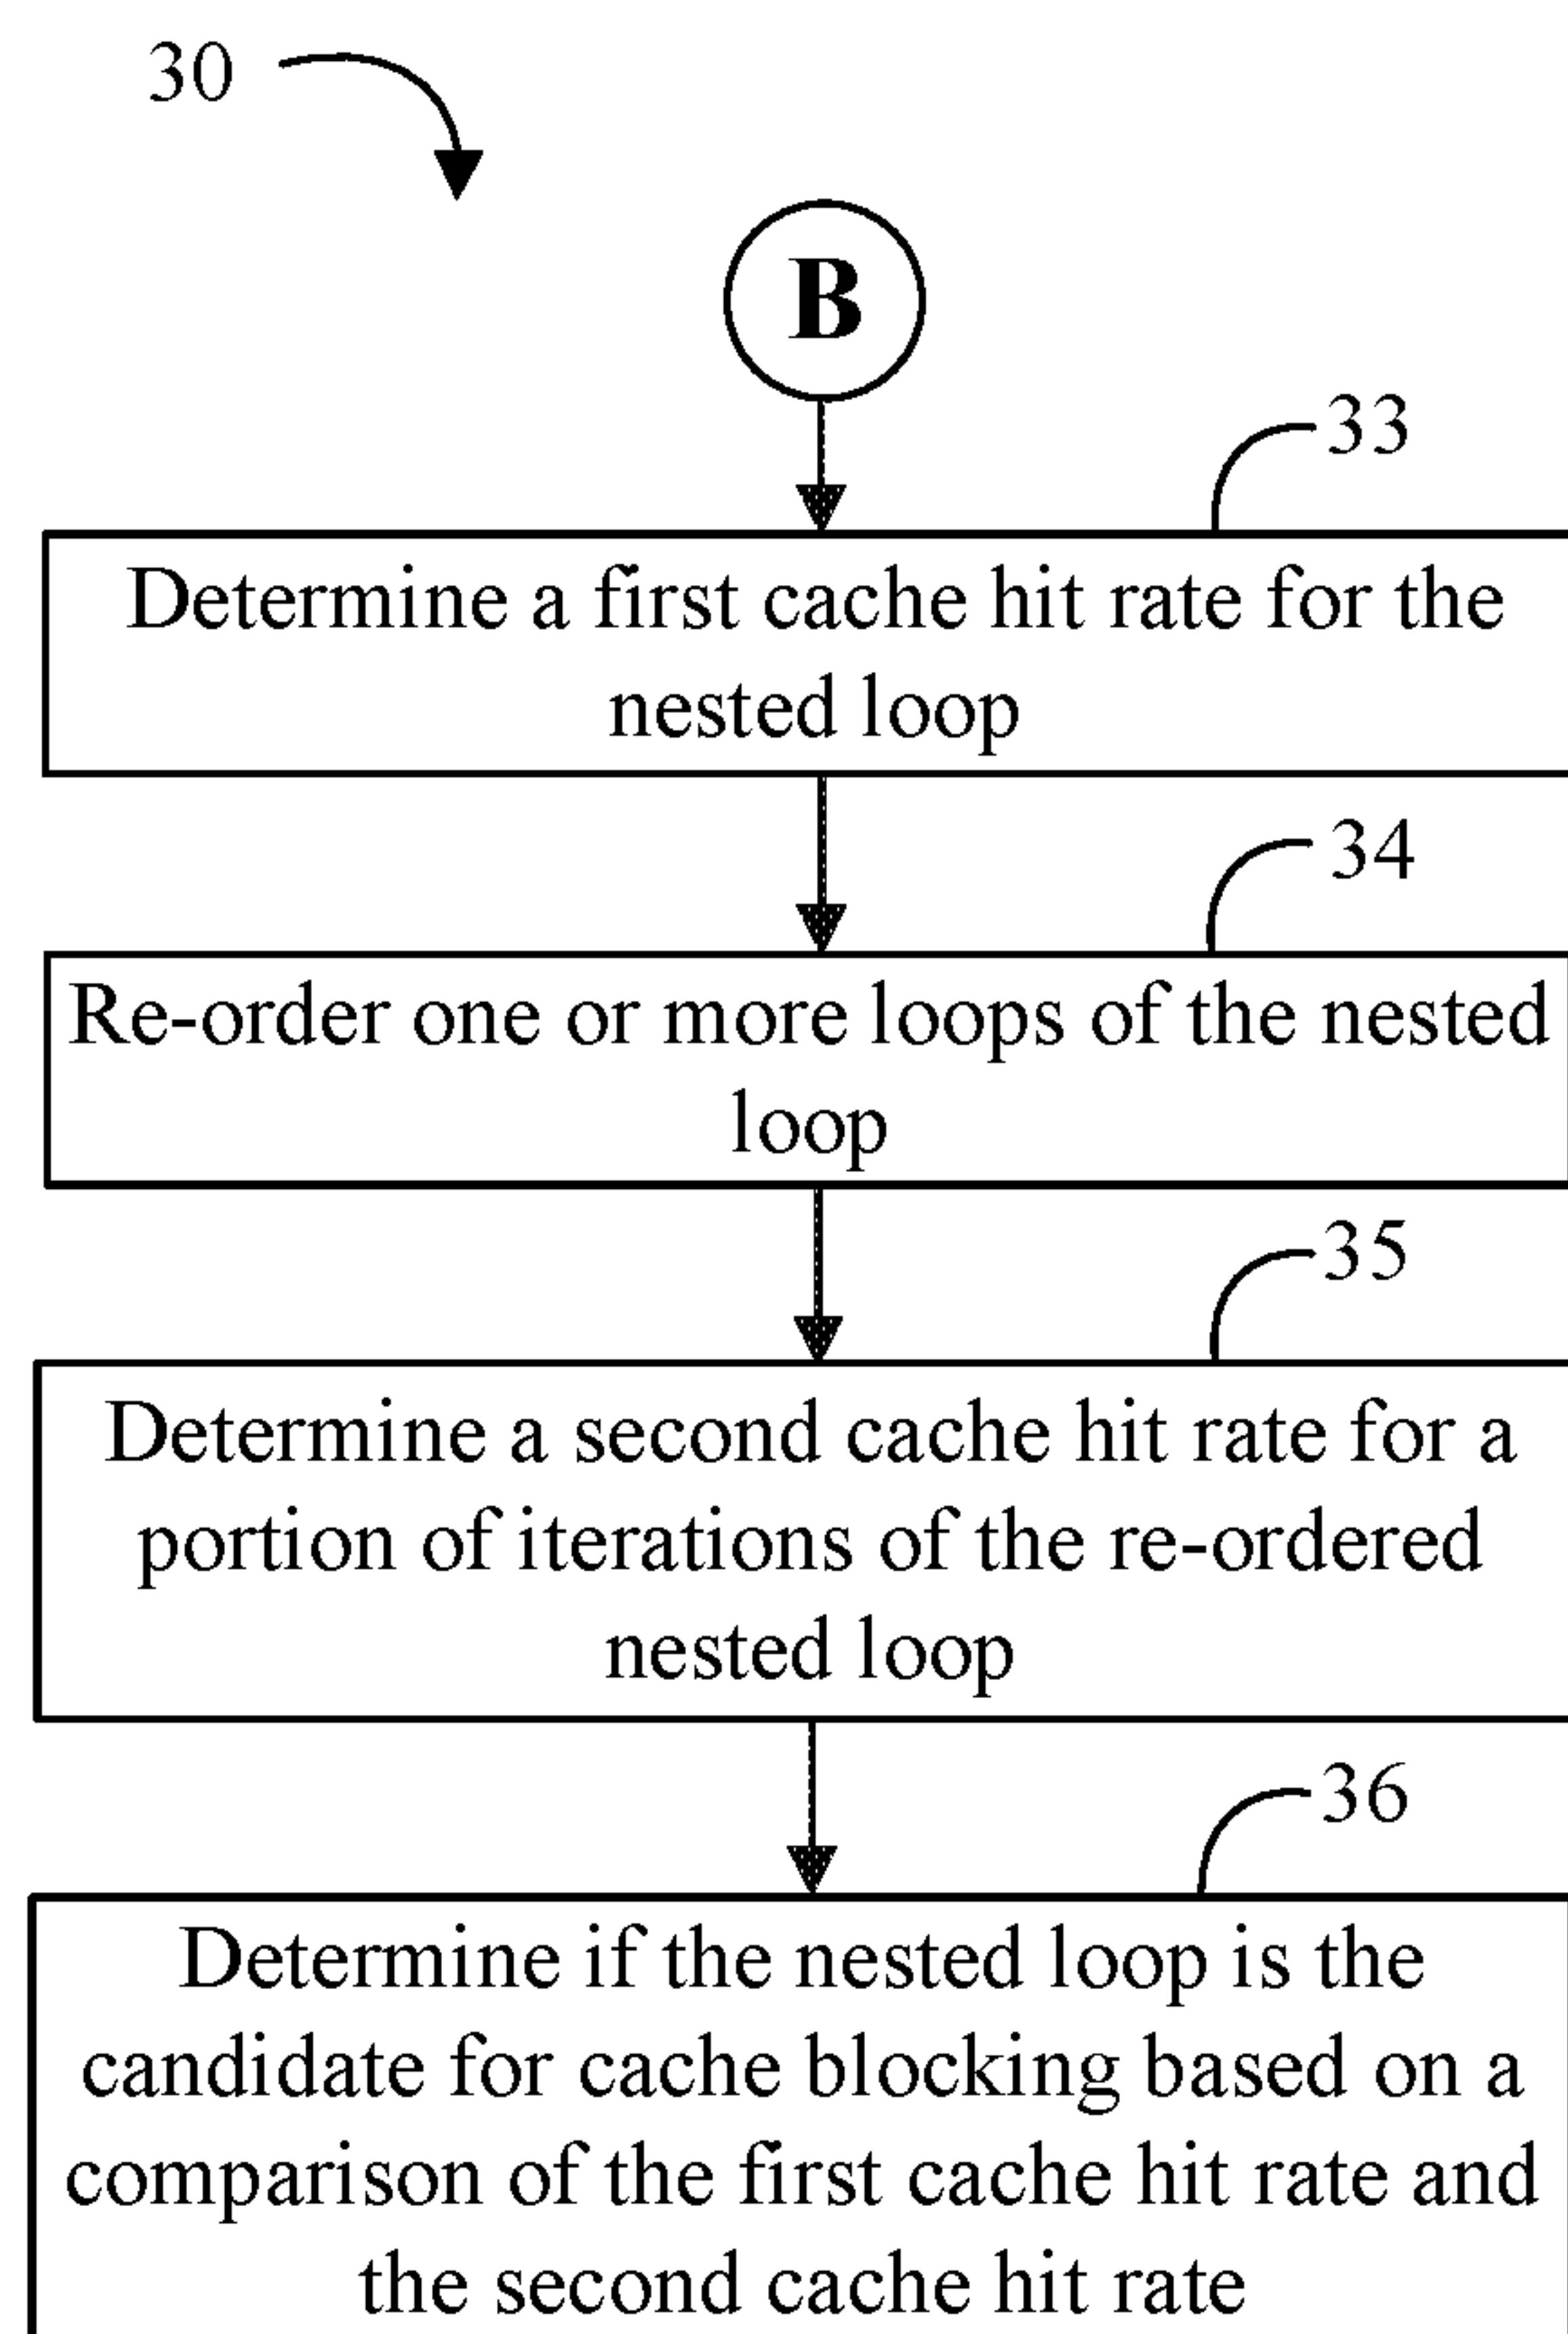 30
B
33
Determine a first cache hit rate for the
nested loop
34
Re-order one or more loops of the nested
loop
35
Determine a second cache hit rate for a
portion of iterations of the re-ordered
nested loop
36
Determine if the nested loop is the
candidate for cache blocking based on a
comparison of the first cache hit rate and
the second cache hit rate